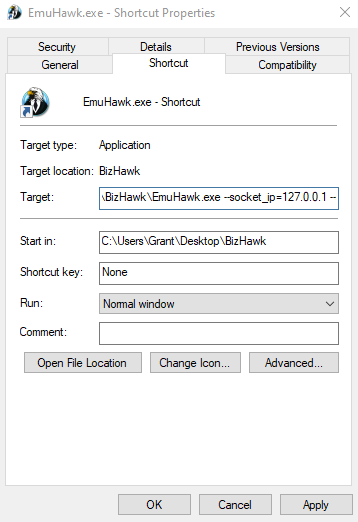 EmuHawk.exe - Shortcut Properties
Security Details Previous Versions
General Shortcut Compatibility
EmuHawk.exe - Shortcut
Target type: Application
Target location: BizHawk
Target: \BizHawk\EmuHawk.exe --socket_ip=127.0.0.1 --
Start in: C:\Users\Grant\Desktop\BizHawk
Shortcut key: None
Run: Normal window
Comment:
Open File Location Change Icon... Advanced...
OK Cancel Apply